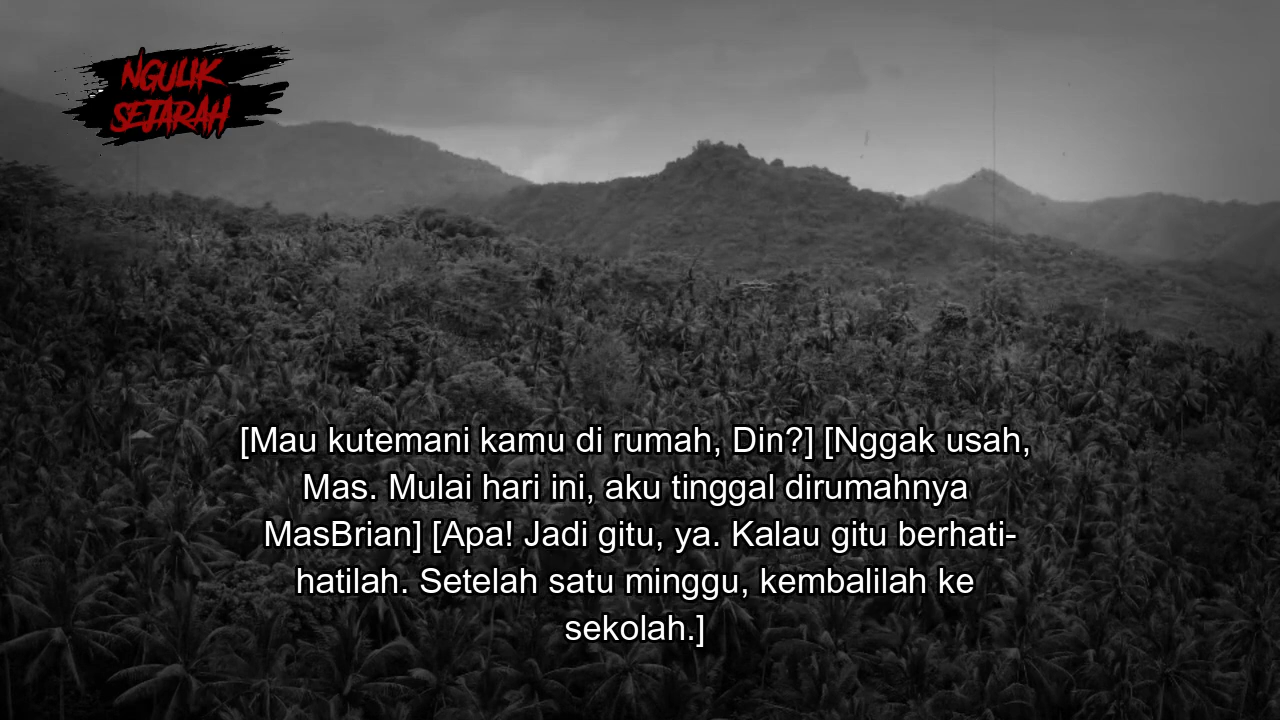 NGULIK
SEJARAH
[Mau kutemani kamu di rumah, Din?] [Nggak usah,
Mas. Mulai hari ini, aku tinggal dirumahnya
MasBrian] [Apa! Jadi gitu, ya. Kalau gitu berhati-
hatilah. Setelah satu minggu, kembalilah ke
sekolah.]